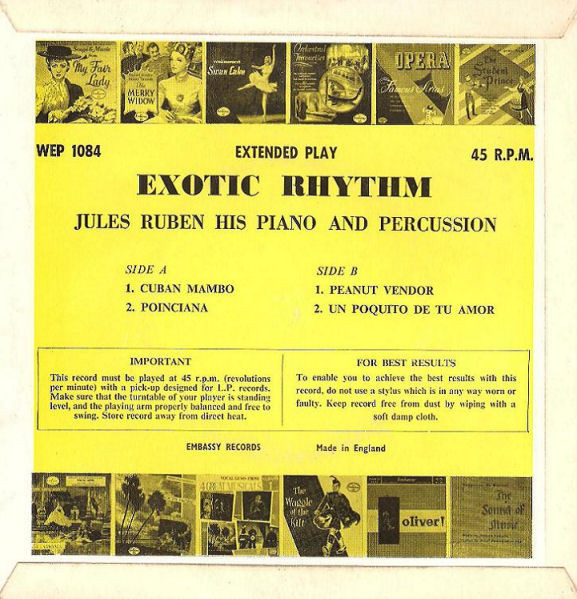 Songs & Music
My Fair
Lady
The
MERRY
WIDOW
Swan Lake
Orchestral
Favourites
OPERA
Famous Arias
The
Student
Prince
WEP 1084
EXTENDED PLAY
45 R.P.M.
EXOTIC RHYTHM
JULES RUBEN HIS PIANO AND PERCUSSION
SIDE A
1. CUBAN MAMBO
2. POINCIANA
SIDE B
1. PEANUT VENDOR
2. UN POQUITO DE TU AMOR
IMPORTANT
This record must be played at 45 r.p.m. (revolutions
per minute) with a pick-up designed for L.P. records.
Make sure that the turntable of your player is standing
level, and the playing arm properly balanced and free to
swing. Store record away from direct heat.
FOR BEST RESULTS
To enable you to achieve the best results with this
record, do not use a stylus which is in any way worn or
faulty. Keep record free from dust by wiping with a
soft damp cloth.
EMBASSY RECORDS
Made in England
VOCAL GEMS FROM
4 GREAT MUSICALS
The
Waggle
of the
Kilt
oliver!
The
Sound of
Music